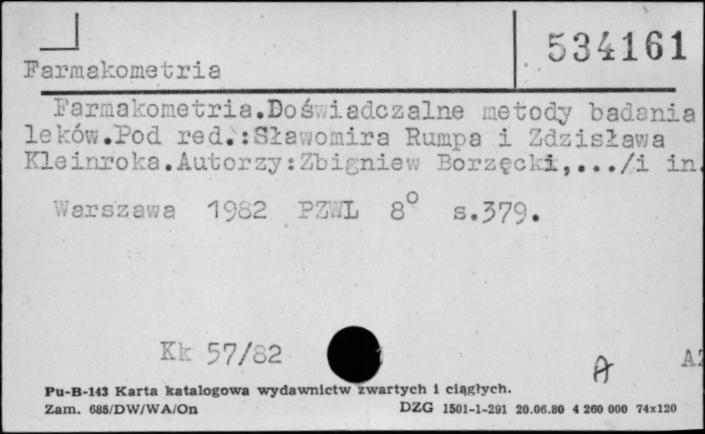 534161
Farmakometria
Farmakometria.Doświadczalne metody badania
leków.Pod red.:Sławomira Rumpa i Zdzisława
Kleinroka.Autorzy:Zbigniew Borzęcki,.../i in.
Warszawa 1982 PZWL 8° s.379.
Kk 57/82
A
Pu-B-143 Karta katalogowa wydawnictw zwartych i ciągłych.
Zam. 685/DW/WA/On DZG 1501-1-291 20.06.80 4 260 000 74x120